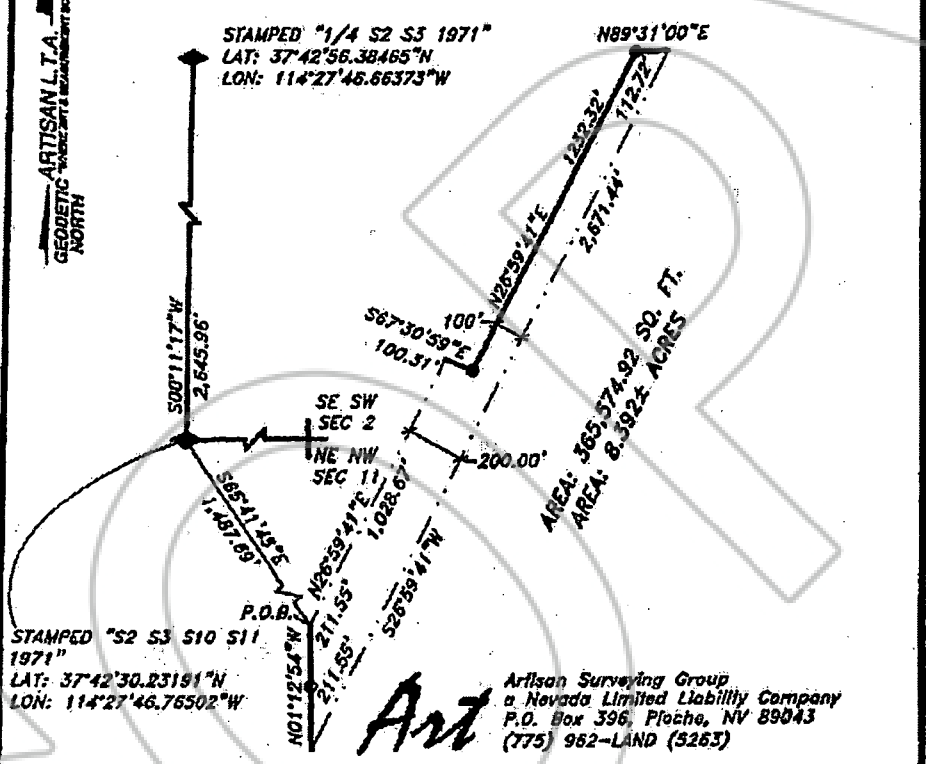 ARTISAN L.T.A.
GEODETIC
NORTH
STAMPED "1/4 S2 S3 1971"
LAT: 37°42'56.38465"N
LON: 114°27'46.66373"W
N89°31'00"E
112.72'
1232.32'
N26°59'41"E
2,671.44'
S67°30'59"E
100.31'
100'
S00°11'17"W
2,645.96'
SE SW
SEC 2
NE NW
SEC 11
200.00'
AREA: 365,574.92 SQ. FT.
AREA: 8.392± ACRES
S65°41'45"E
1,487.69'
N26°59'41"E
1,028.67'
S26°59'41"W
P.O.B.
211.55'
211.55'
N01°12'54"W
STAMPED "S2 S3 S10 S11
1971"
LAT: 37°42'30.23191"N
LON: 114°27'46.76502"W
Art
Artisan Surveying Group
a Nevada Limited Liability Company
P.O. Box 396, Pioche, NV 89043
(775) 962-LAND (5263)